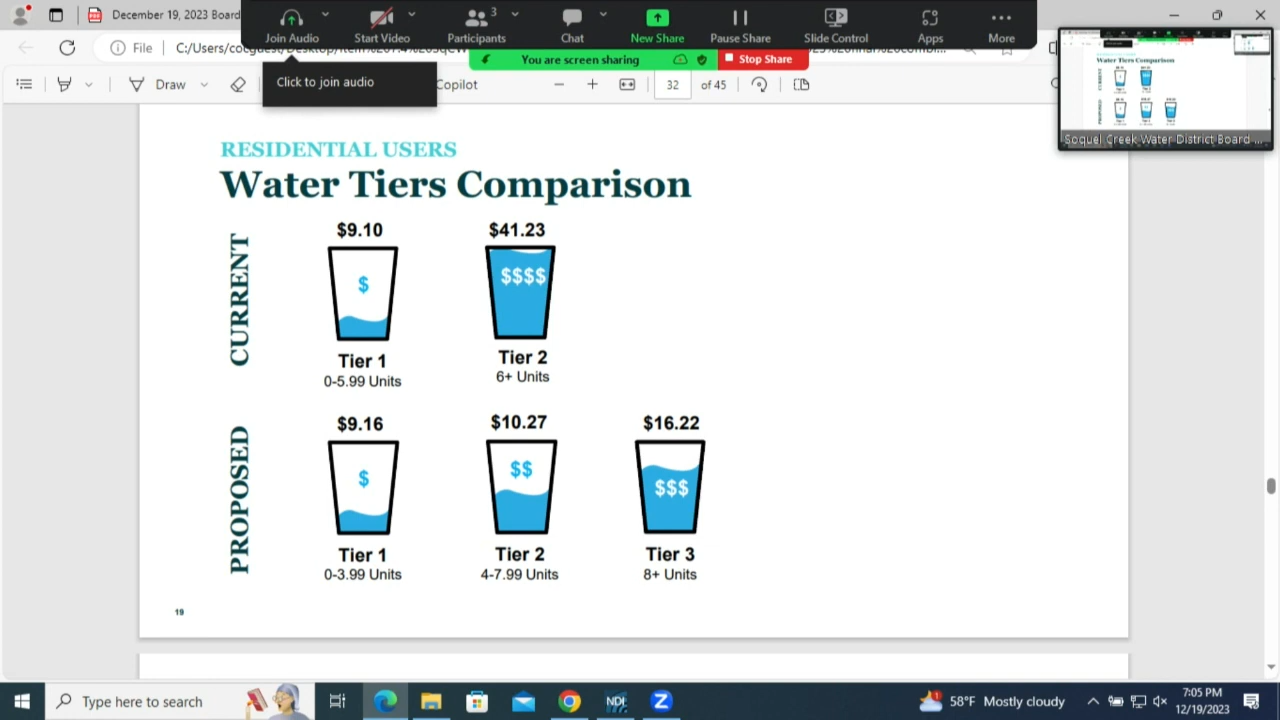 December 19, 2023 Board
Join Audio
Start Video
Participants
3
Chat
New Share
Pause Share
Slide Control
Apps
More
File
You are screen sharing
Stop Share
Click to join audio
Draw
Copilot
32
of 45
Water Tiers Comparison
Soquel Creek Water District Board ...
RESIDENTIAL USERS
Water Tiers Comparison
CURRENT
$9.10
$
Tier 1
0-5.99 Units
$41.23
$$$$
Tier 2
6+ Units
PROPOSED
$9.16
$
Tier 1
0-3.99 Units
$10.27
$$
Tier 2
4-7.99 Units
$16.22
$$$
Tier 3
8+ Units
19
Type here to search
NDI
58°F Mostly cloudy
7:05 PM
12/19/2023